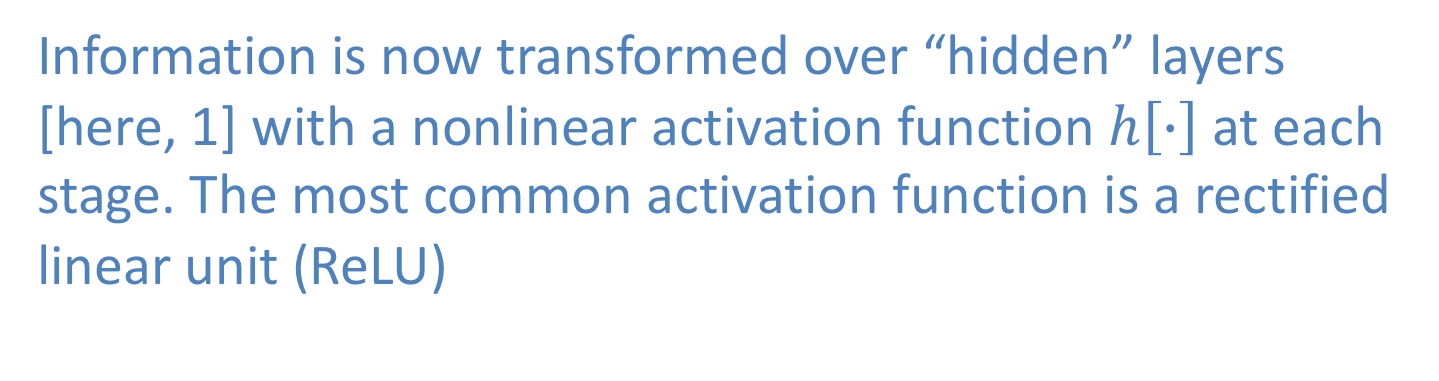 Information is now transformed over “hidden” layers
[here, 1] with a nonlinear activation function h[·] at each
stage. The most common activation function is a rectified
linear unit (ReLU)